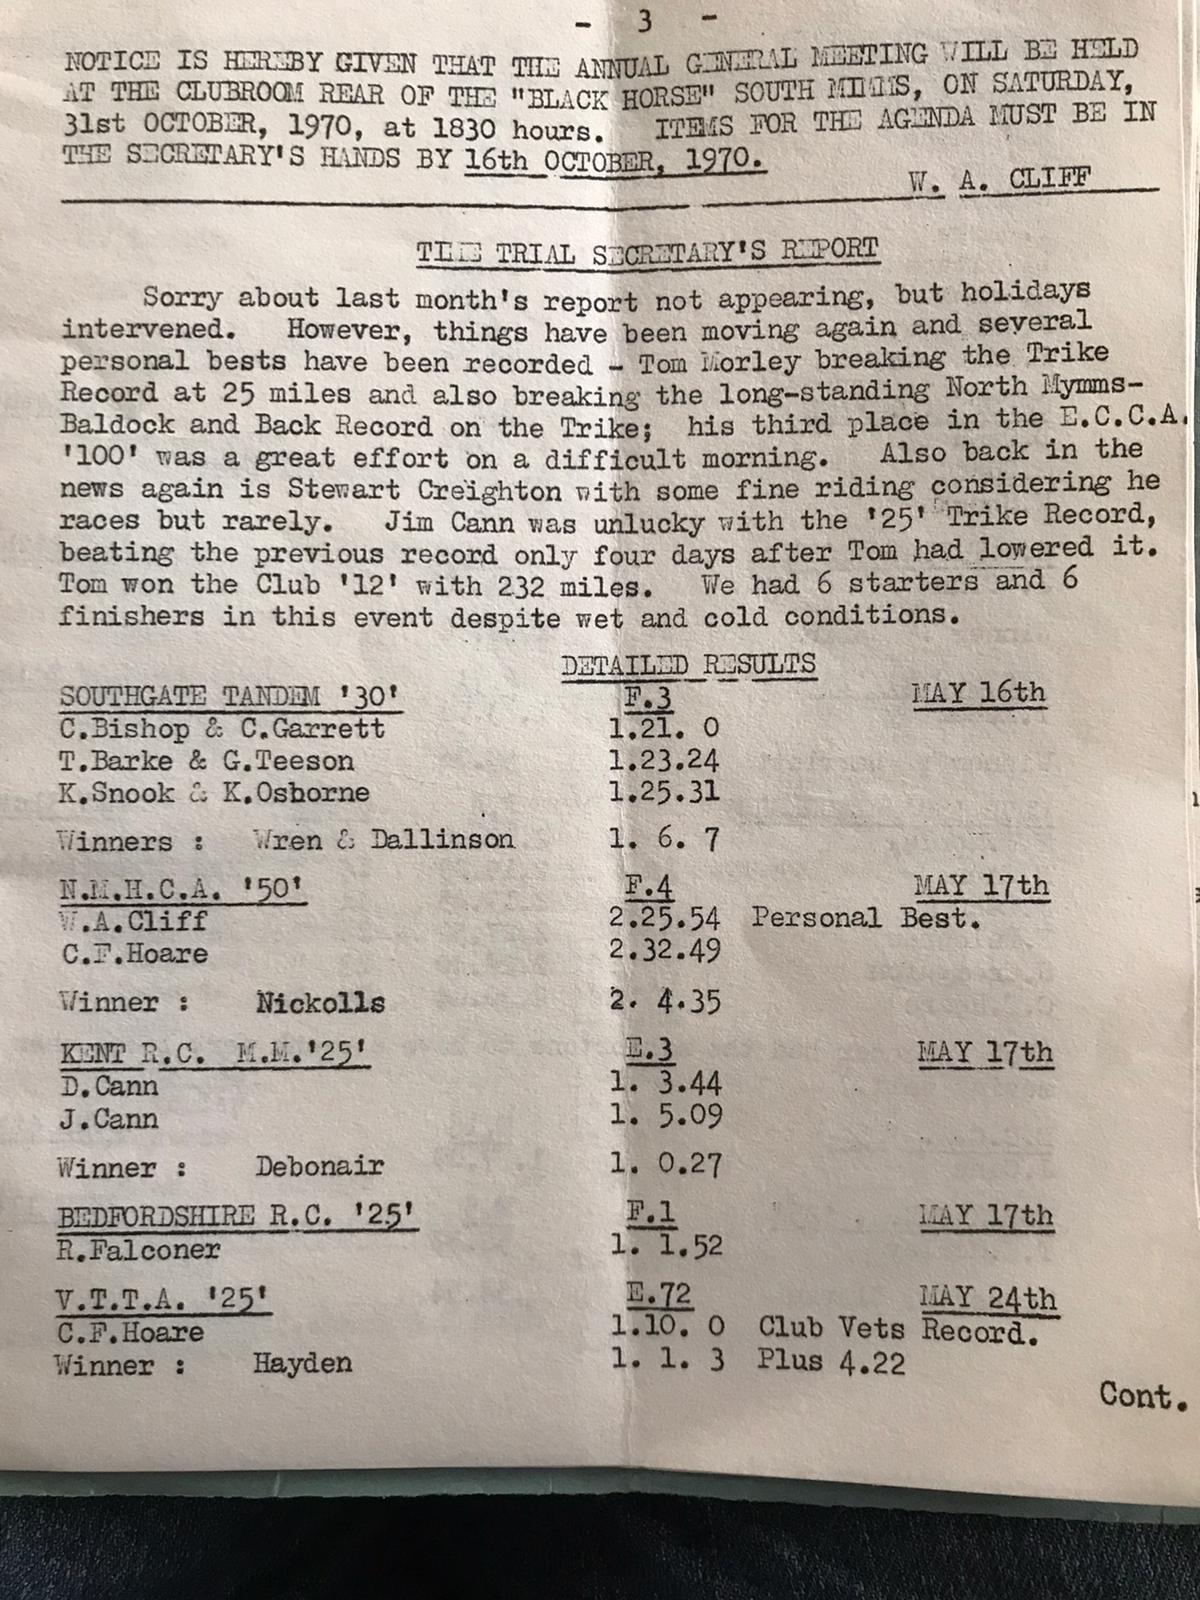 - 3 -
NOTICE IS HEREBY GIVEN THAT THE ANNUAL GENERAL MEETING WILL BE HELD
AT THE CLUBROOM REAR OF THE "BLACK HORSE" SOUTH MIMMS, ON SATURDAY,
31st OCTOBER, 1970, at 1830 hours. ITEMS FOR THE AGENDA MUST BE IN
THE SECRETARY'S HANDS BY 16th OCTOBER, 1970.
W. A. CLIFF
THE TRIAL SECRETARY'S REPORT
Sorry about last month's report not appearing, but holidays
intervened. However, things have been moving again and several
personal bests have been recorded - Tom Morley breaking the Trike
Record at 25 miles and also breaking the long-standing North Mymms-
Baldock and Back Record on the Trike; his third place in the E.C.C.A.
'100' was a great effort on a difficult morning. Also back in the
news again is Stewart Creighton with some fine riding considering he
races but rarely. Jim Cann was unlucky with the '25' Trike Record,
beating the previous record only four days after Tom had lowered it.
Tom won the Club '12' with 232 miles. We had 6 starters and 6
finishers in this event despite wet and cold conditions.
DETAILED RESULTS
SOUTHGATE TANDEM '30' F.3 MAY 16th
C.Bishop & C.Garrett 1.21. 0
T.Barke & G.Teeson 1.23.24
K.Snook & K.Osborne 1.25.31
Winners : Wren & Dallinson 1. 6. 7
N.M.H.C.A. '50' F.4 MAY 17th
W.A.Cliff 2.25.54 Personal Best.
C.F.Hoare 2.32.49
Winner : Nickolls 2. 4.35
KENT R.C. M.M.'25' E.3 MAY 17th
D.Cann 1. 3.44
J.Cann 1. 5.09
Winner : Debonair 1. 0.27
BEDFORDSHIRE R.C. '25' F.1 MAY 17th
R.Falconer 1. 1.52
V.T.T.A. '25' E.72 MAY 24th
C.F.Hoare 1.10. 0 Club Vets Record.
Winner : Hayden 1. 1. 3 Plus 4.22
Cont.